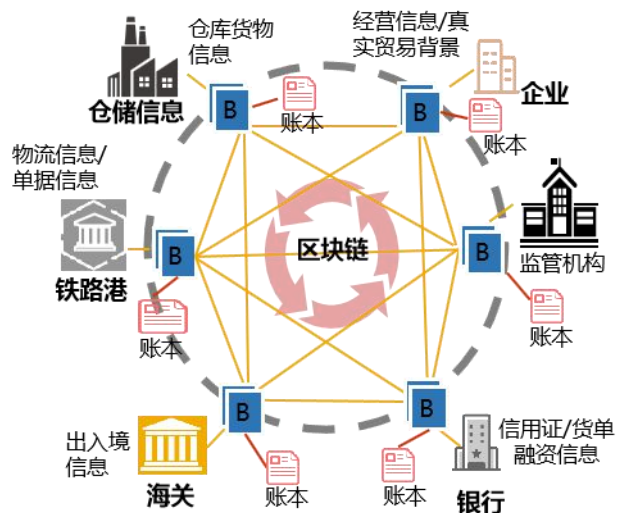 仓库货物
信息
仓储信息
B
账本
经营信息/真
实贸易背景
企业
B
账本
物流信息/
单据信息
铁路港
B
账本
区块链
监管机构
B
账本
出入境
信息
海关
B
账本
信用证/货单
融资信息
银行
B
账本